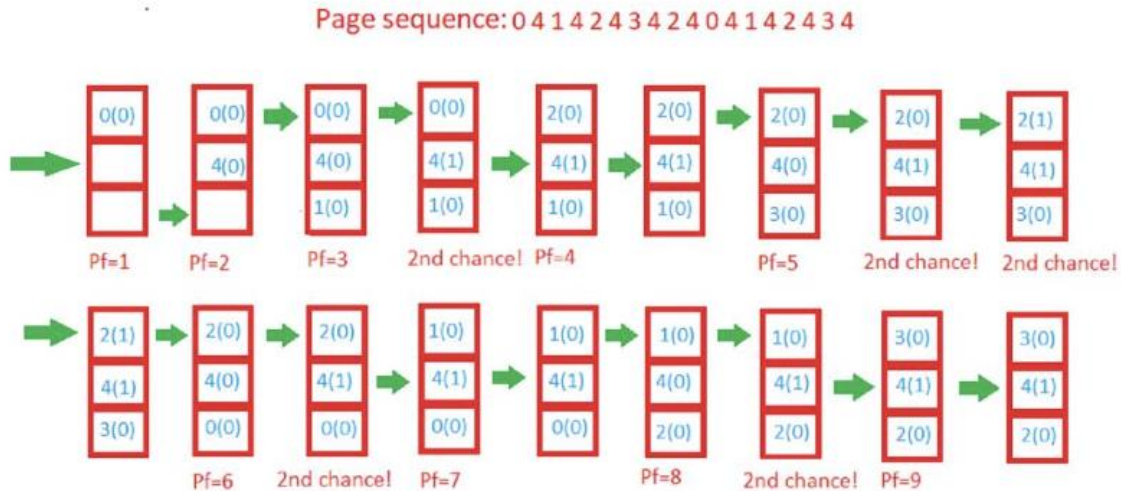 Page sequence: 0 4 1 4 2 4 3 4 2 4 0 4 1 4 2 4 3 4
0(0) 0(0) 0(0) 0(0) 2(0) 2(0) 2(0) 2(0) 2(1)
4(0) 4(0) 4(1) 4(1) 4(1) 4(0) 4(1) 4(1)
1(0) 1(0) 1(0) 1(0) 3(0) 3(0) 3(0)
Pf=1 Pf=2 Pf=3 2nd chance! Pf=4 Pf=5 2nd chance! 2nd chance!
2(1) 2(0) 2(0) 1(0) 1(0) 1(0) 1(0) 3(0) 3(0)
4(1) 4(0) 4(1) 4(1) 4(1) 4(0) 4(1) 4(1) 4(1)
3(0) 0(0) 0(0) 0(0) 0(0) 2(0) 2(0) 2(0) 2(0)
Pf=6 2nd chance! Pf=7 Pf=8 2nd chance! Pf=9